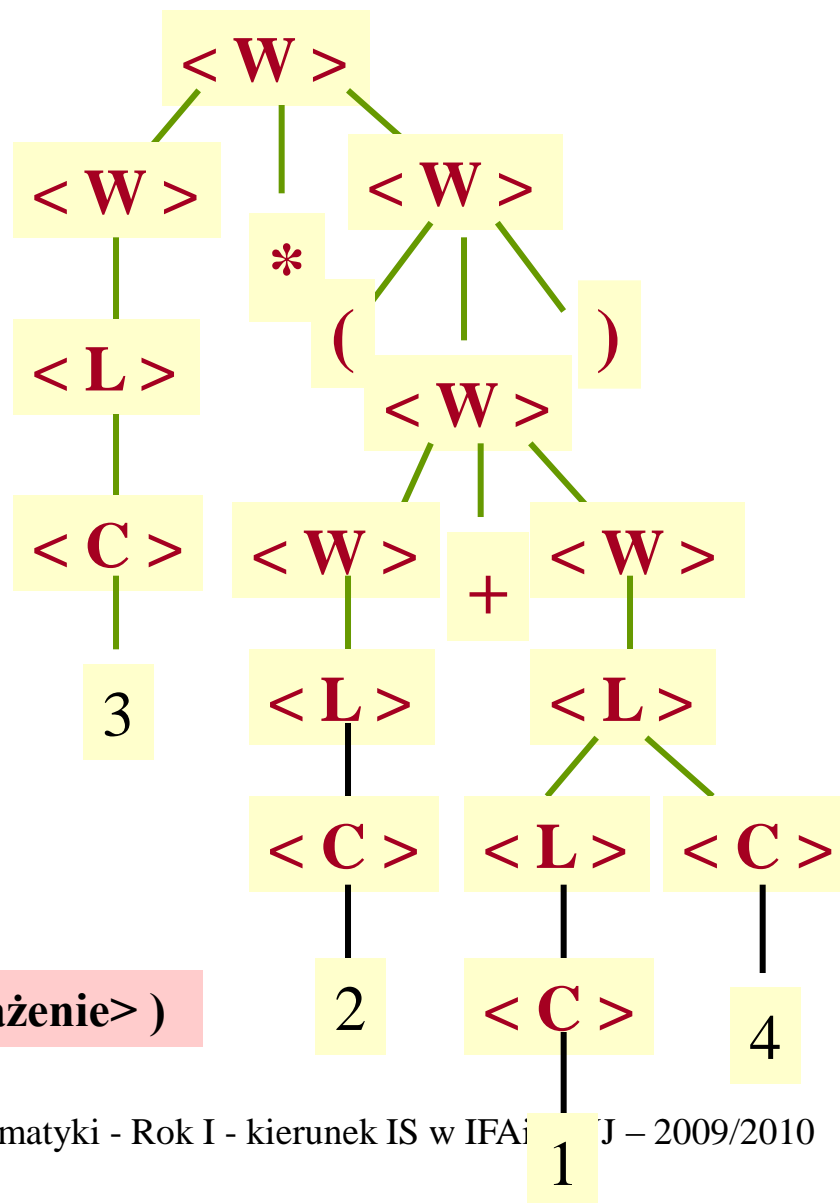 < W >
< W > * < W >
( < W > )
< L >
< C > < W > + < W >
3 < L > < L >
< C > < L > < C >
ażenie> ) 2 < C > 4
matyki - Rok I - kierunek IS w IFAi J – 2009/2010
1